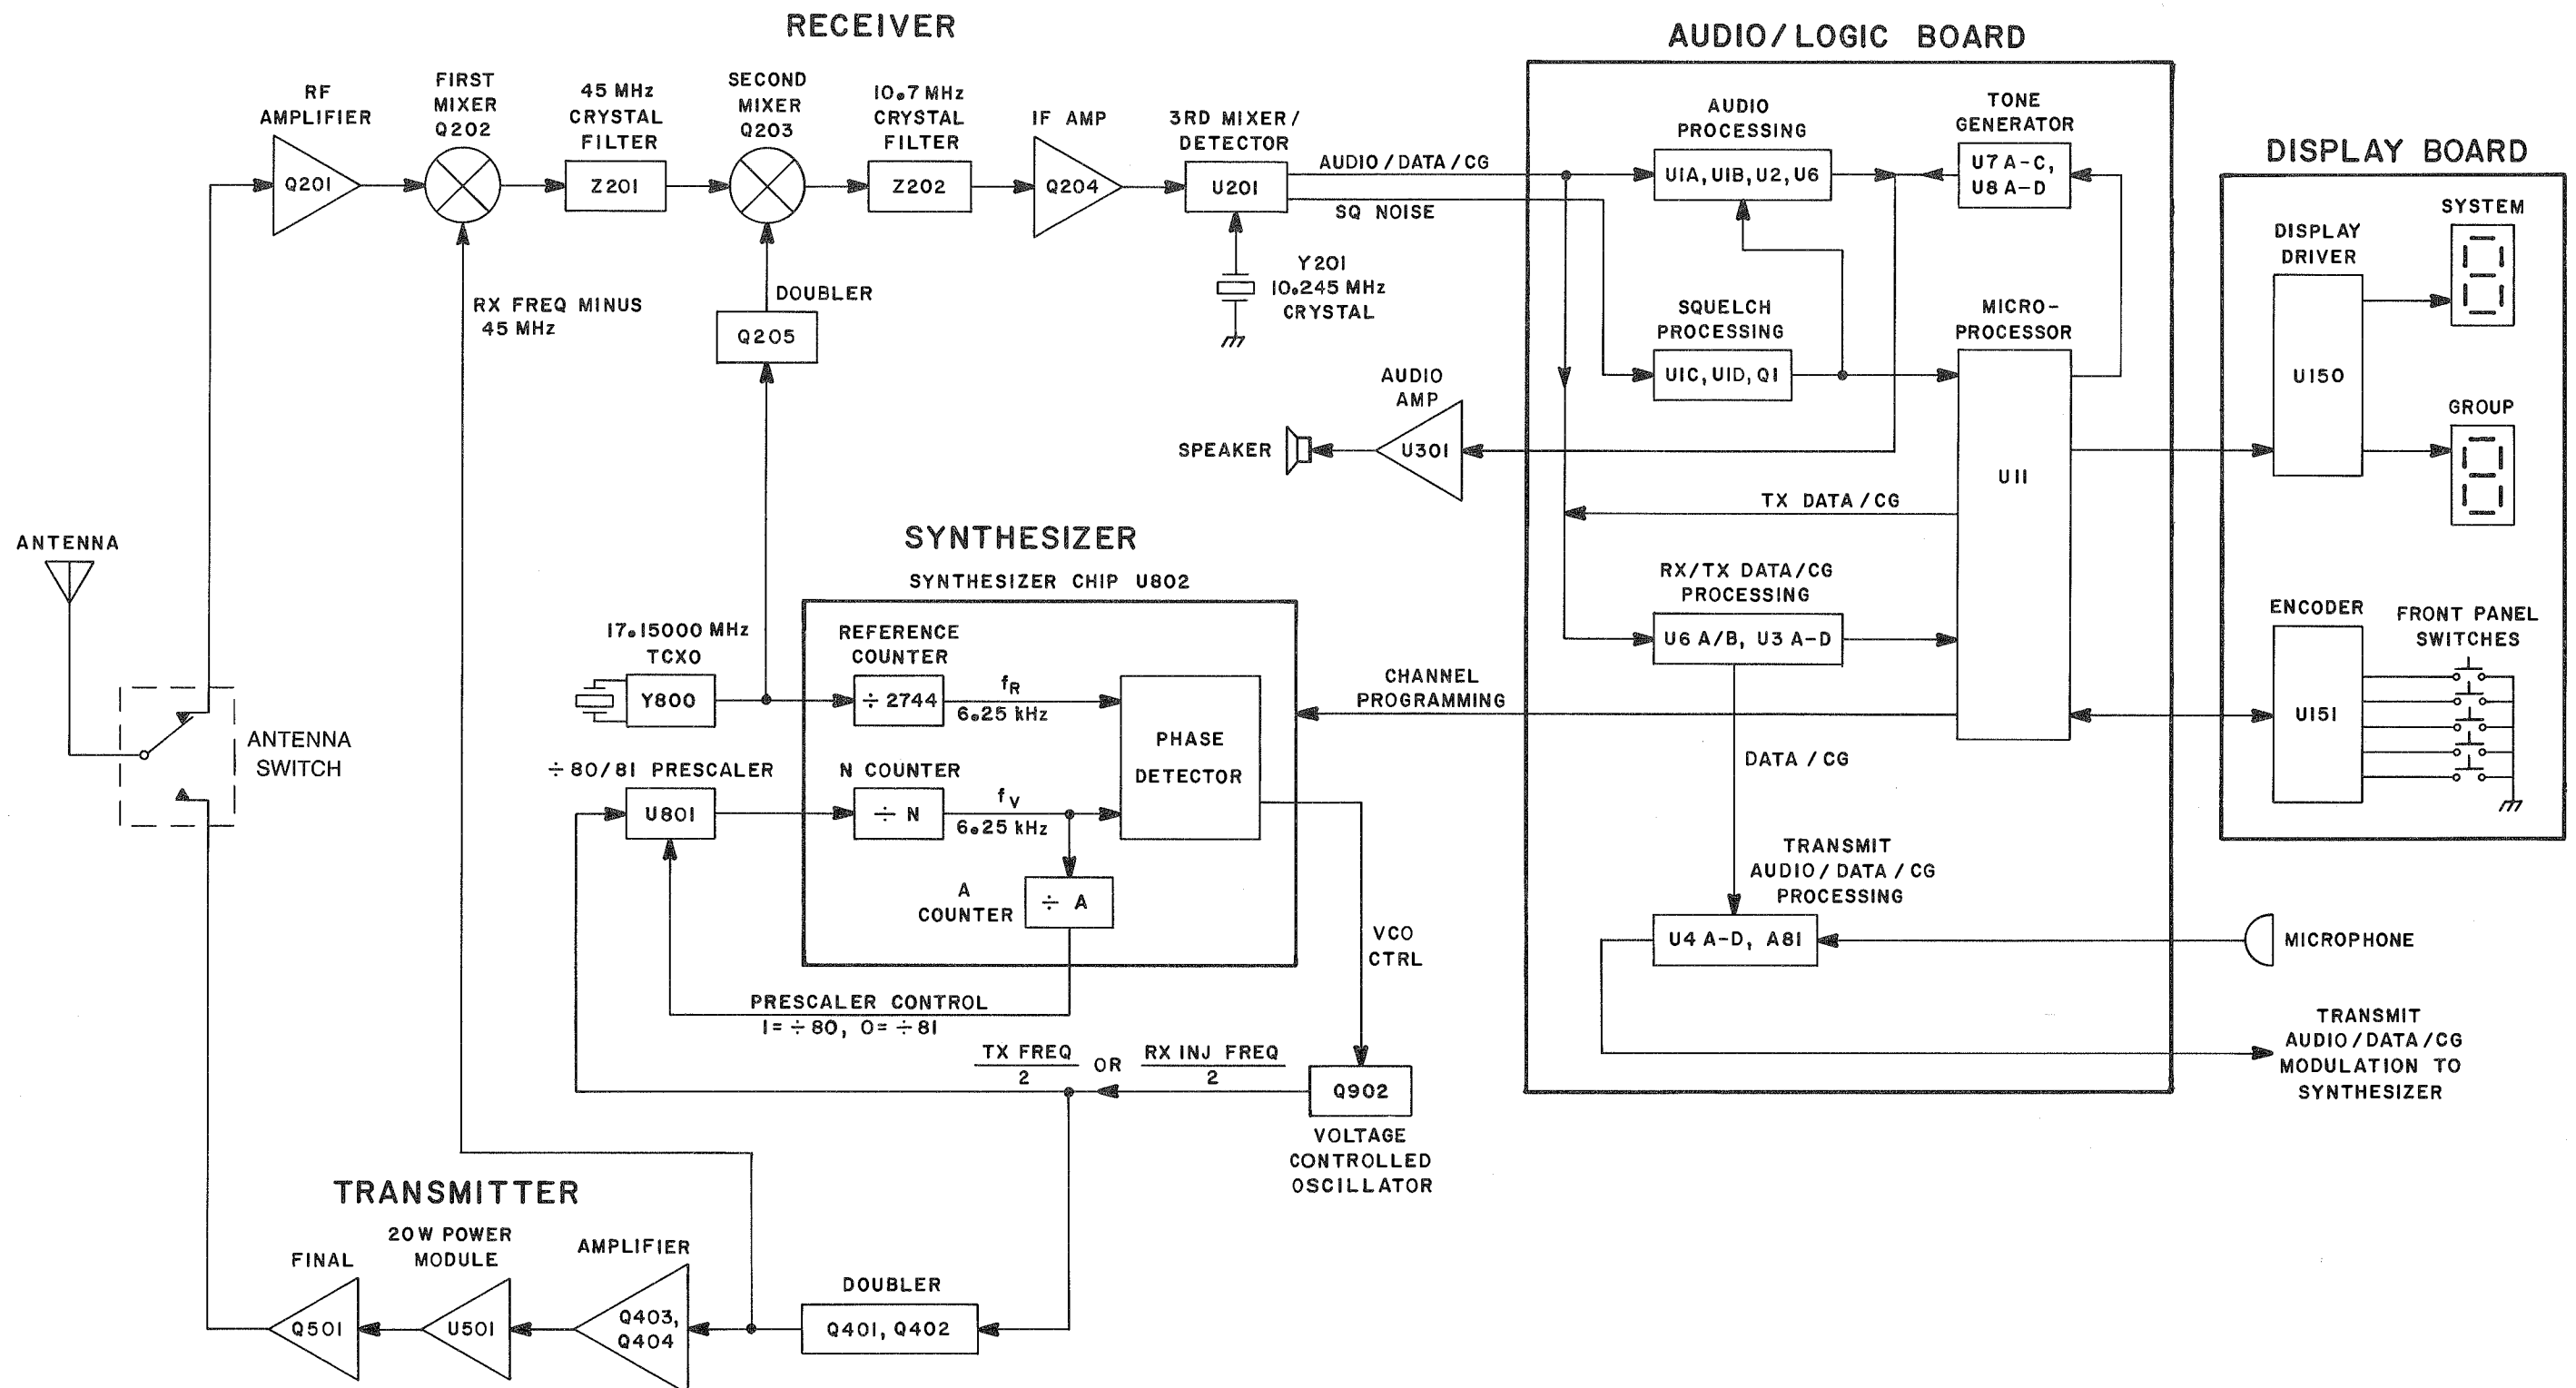 RECEIVER
RF
AMPLIFIER
Q201
FIRST
MIXER
Q202
45 MHz
CRYSTAL
FILTER
Z201
SECOND
MIXER
Q203
10.7 MHz
CRYSTAL
FILTER
Z202
IF AMP
Q204
3RD MIXER/
DETECTOR
U201
AUDIO/DATA/CG
SQ NOISE
Y201
10.245 MHz
CRYSTAL
DOUBLER
Q205
RX FREQ MINUS
45 MHz
AUDIO
AMP
U301
SPEAKER
ANTENNA
ANTENNA
SWITCH
SYNTHESIZER
SYNTHESIZER CHIP U802
17.15000 MHz
TCXO
Y800
REFERENCE
COUNTER
÷ 2744
fR
6.25 kHz
PHASE
DETECTOR
÷ 80/81 PRESCALER
U801
N COUNTER
÷ N
fV
6.25 kHz
A
COUNTER
÷ A
PRESCALER CONTROL
1= ÷80, 0= ÷81
VCO
CTRL
TX FREQ
2
OR
RX INJ FREQ
2
Q902
VOLTAGE
CONTROLLED
OSCILLATOR
TRANSMITTER
FINAL
Q501
20W POWER
MODULE
U501
AMPLIFIER
Q403,
Q404
DOUBLER
Q401, Q402
AUDIO/LOGIC BOARD
AUDIO
PROCESSING
U1A, U1B, U2, U6
TONE
GENERATOR
U7 A-C,
U8 A-D
SQUELCH
PROCESSING
U1C, U1D, Q1
MICRO-
PROCESSOR
U11
TX DATA/CG
RX/TX DATA/CG
PROCESSING
U6 A/B, U3 A-D
CHANNEL
PROGRAMMING
DATA / CG
TRANSMIT
AUDIO/DATA/CG
PROCESSING
U4 A-D, A81
MICROPHONE
TRANSMIT
AUDIO/DATA/CG
MODULATION TO
SYNTHESIZER
DISPLAY BOARD
DISPLAY
DRIVER
U150
SYSTEM
GROUP
ENCODER
U151
FRONT PANEL
SWITCHES